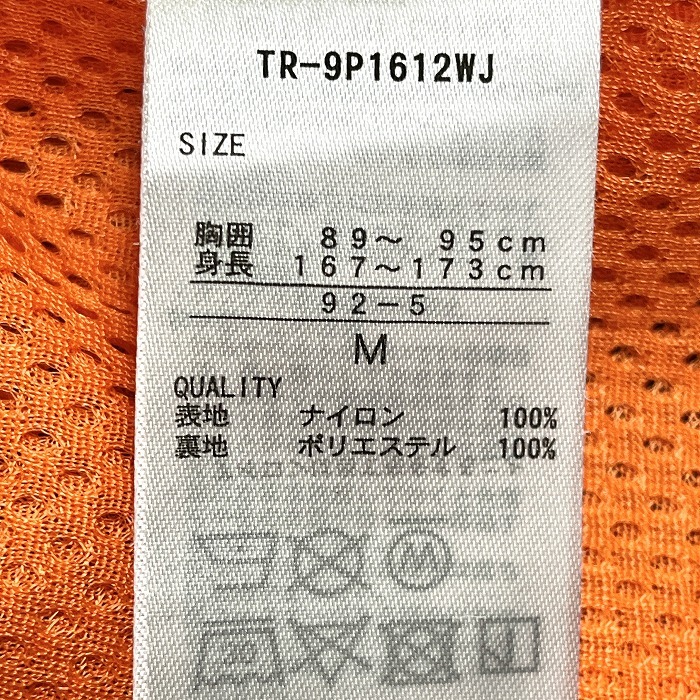 TR-9P1612WJ
SIZE
胸囲 89～ 95cm
身長 167～173cm
92-5
M
QUALITY
表地 ナイロン 100%
裏地 ポリエステル 100%